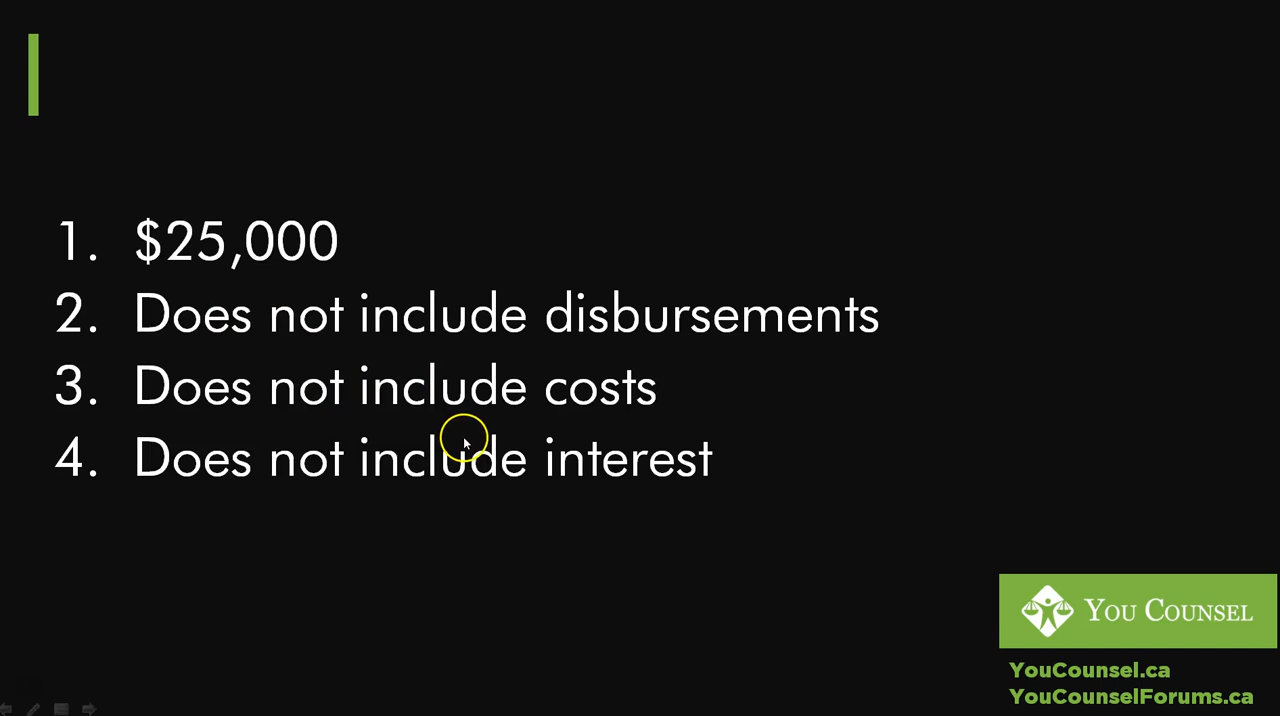 1. $25,000
2. Does not include disbursements
3. Does not include costs
4. Does not include interest
YOU COUNSEL
YouCounsel.ca
YouCounselForums.ca